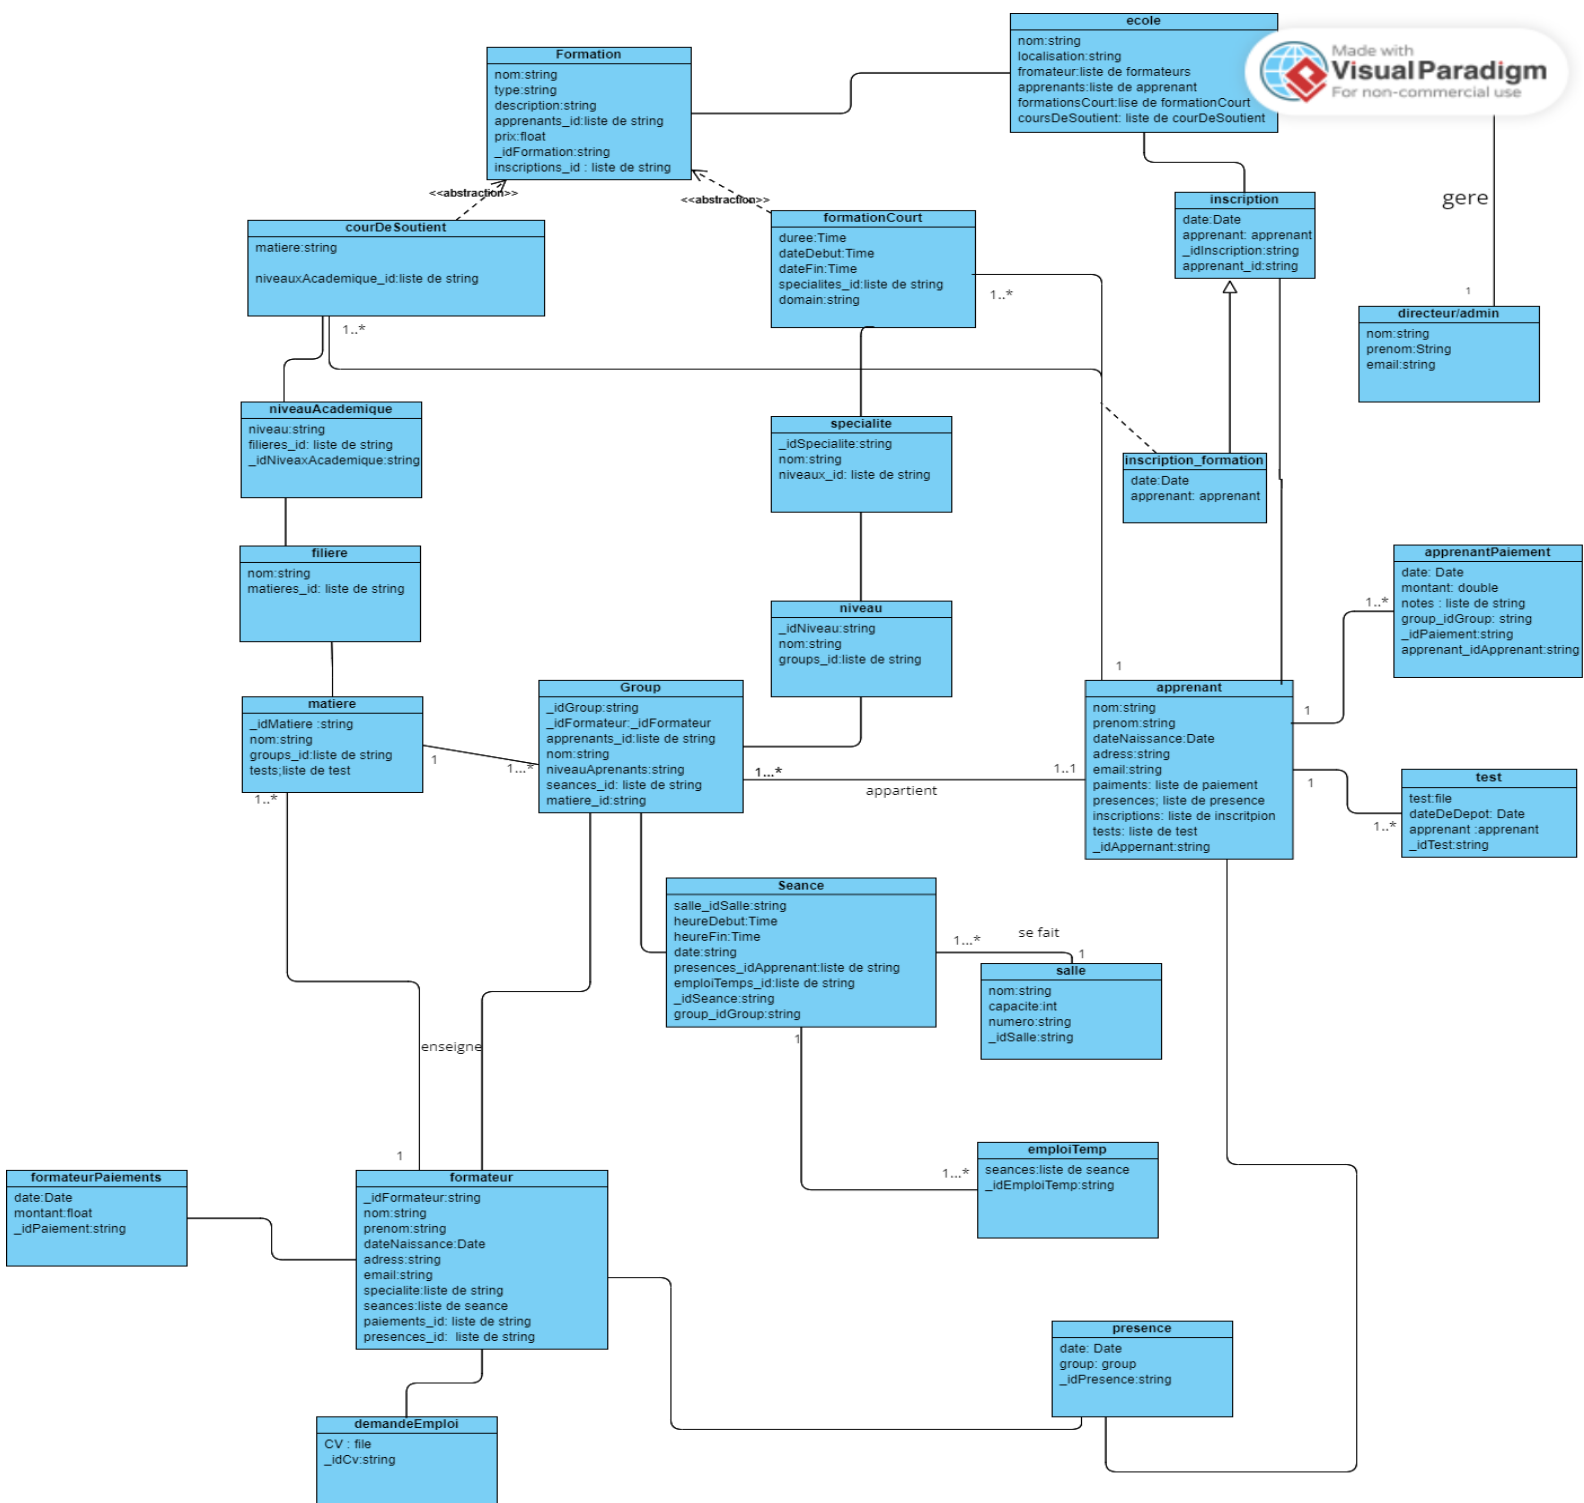 ecole
nom:string
localisation:string
fromateur:liste de formateurs
apprenants:liste de apprenant
formationsCourt:lise de formationCourt
coursDeSoutient: liste de courDeSoutient
Made with
Visual Paradigm
For non-commercial use
Formation
nom:string
type:string
description:string
apprenants_id:liste de string
prix:float
_idFormation:string
inscriptions_id : liste de string
<<abstraction>>
<<abstraction>>
gere
1
inscription
date:Date
apprenant: apprenant
_idInscription:string
apprenant_id:string
courDeSoutient
matiere:string
niveauxAcademique_id:liste de string
1..*
formationCourt
duree:Time
dateDebut:Time
dateFin:Time
specialites_id:liste de string
domain:string
1..*
directeur/admin
nom:string
prenom:String
email:string
niveauAcademique
niveau:string
filieres_id: liste de string
_idNiveaxAcademique:string
specialite
_idSpecialite:string
nom:string
niveaux_id: liste de string
inscription_formation
date:Date
apprenant: apprenant
filiere
nom:string
matieres_id: liste de string
niveau
_idNiveau:string
nom:string
groups_id:liste de string
apprenantPaiement
date: Date
montant: double
notes : liste de string
group_idGroup: string
_idPaiement:string
apprenant_idApprenant:string
1..*
1
1
matiere
_idMatiere :string
nom:string
groups_id:liste de string
tests;liste de test
1
1...*
1..*
Group
_idGroup:string
_idFormateur:_idFormateur
apprenants_id:liste de string
nom:string
niveauAprenants:string
seances_id: liste de string
matiere_id:string
1...*
appartient
1..1
apprenant
nom:string
prenom:string
dateNaissance:Date
adress:string
email:string
paiments: liste de paiement
presences; liste de presence
inscriptions: liste de inscritpion
tests: liste de test
_idAppernant:string
1
1..*
test
test:file
dateDeDepot: Date
apprenant :apprenant
_idTest:string
Seance
salle_idSalle:string
heureDebut:Time
heureFin:Time
date:string
presences_idApprenant:liste de string
emploiTemps_id:liste de string
_idSeance:string
group_idGroup:string
1...*
se fait
1
salle
nom:string
capacite:int
numero:string
_idSalle:string
1
enseigne
1
1...*
emploiTemp
seances:liste de seance
_idEmploiTemp:string
formateurPaiements
date:Date
montant:float
_idPaiement:string
formateur
_idFormateur:string
nom:string
prenom:string
dateNaissance:Date
adress:string
email:string
specialite:liste de string
seances:liste de seance
paiements_id: liste de string
presences_id: liste de string
presence
date: Date
group: group
_idPresence:string
demandeEmploi
CV : file
_idCv:string